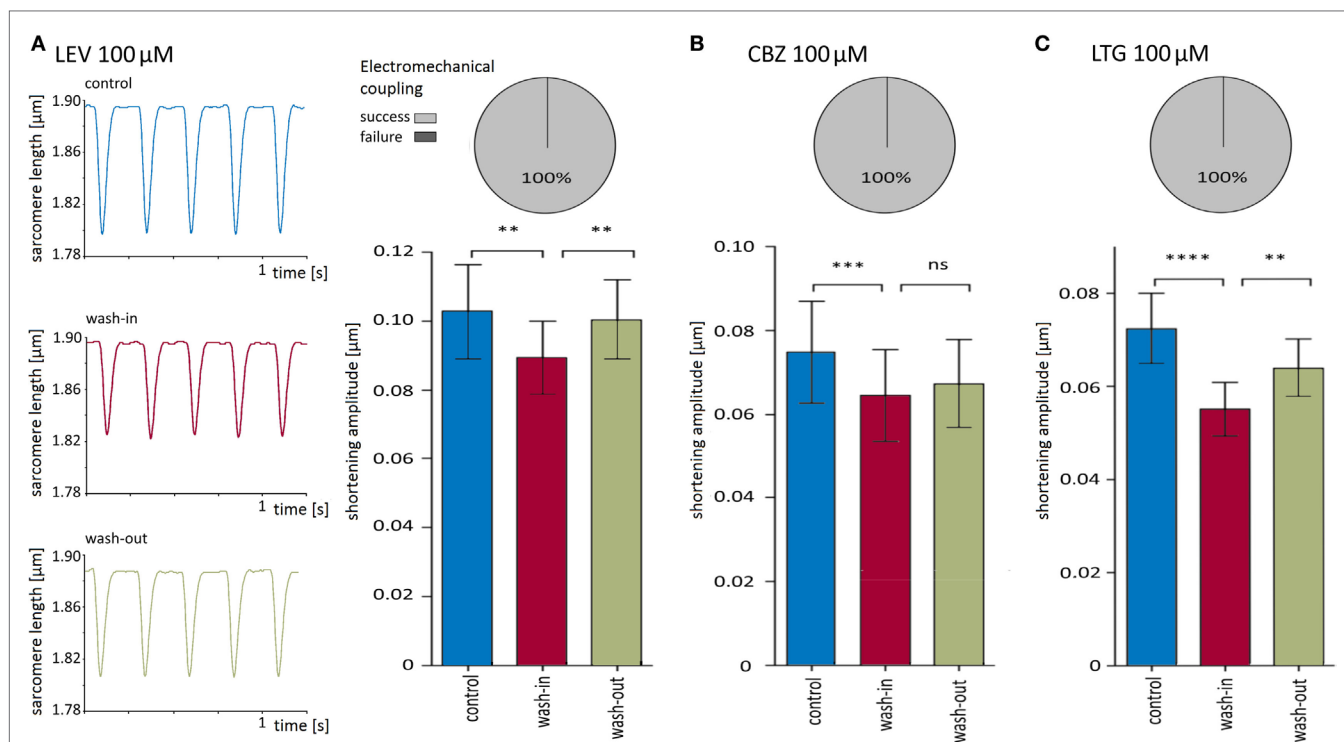 A
LEV 100 µM
control
sarcomere length [µm]
1.90
1.86
1.82
1.78
1 time [s]
wash-in
sarcomere length [µm]
1.90
1.86
1.82
1.78
1 time [s]
wash-out
sarcomere length [µm]
1.90
1.86
1.82
1.78
1 time [s]
Electromechanical
coupling
success
failure
100%
shortening amplitude [µm]
0.12
0.10
0.08
0.06
0.04
0.02
0
** **
control
wash-in
wash-out
B
CBZ 100 µM
100%
shortening amplitude [µm]
0.10
0.08
0.06
0.04
0.02
0
*** ns
control
wash-in
wash-out
C
LTG 100 µM
100%
shortening amplitude [µm]
0.08
0.06
0.04
0.02
0
**** **
control
wash-in
wash-out